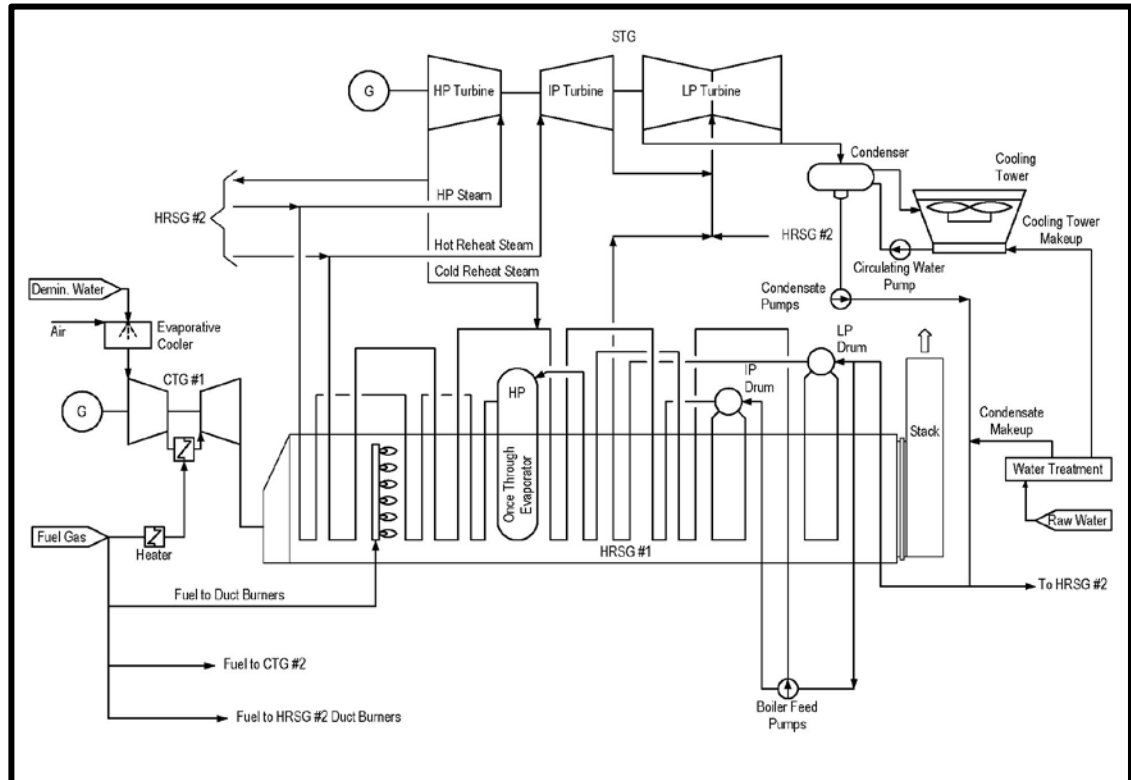 STG
G
HP Turbine
IP Turbine
LP Turbine
Condenser
Cooling
Tower
HP Steam
HRSG #2
Hot Reheat Steam
Cold Reheat Steam
HRSG #2
Cooling Tower
Makeup
Circulating Water
Pump
Condensate
Pumps
Demin. Water
Air
Evaporative
Cooler
CTG #1
G
HP
Once Through
Evaporator
IP
Drum
LP
Drum
Condensate
Makeup
Stack
Water Treatment
Raw Water
Fuel Gas
Heater
HRSG #1
Fuel to Duct Burners
To HRSG #2
Fuel to CTG #2
Boiler Feed
Pumps
Fuel to HRSG #2 Duct Burners